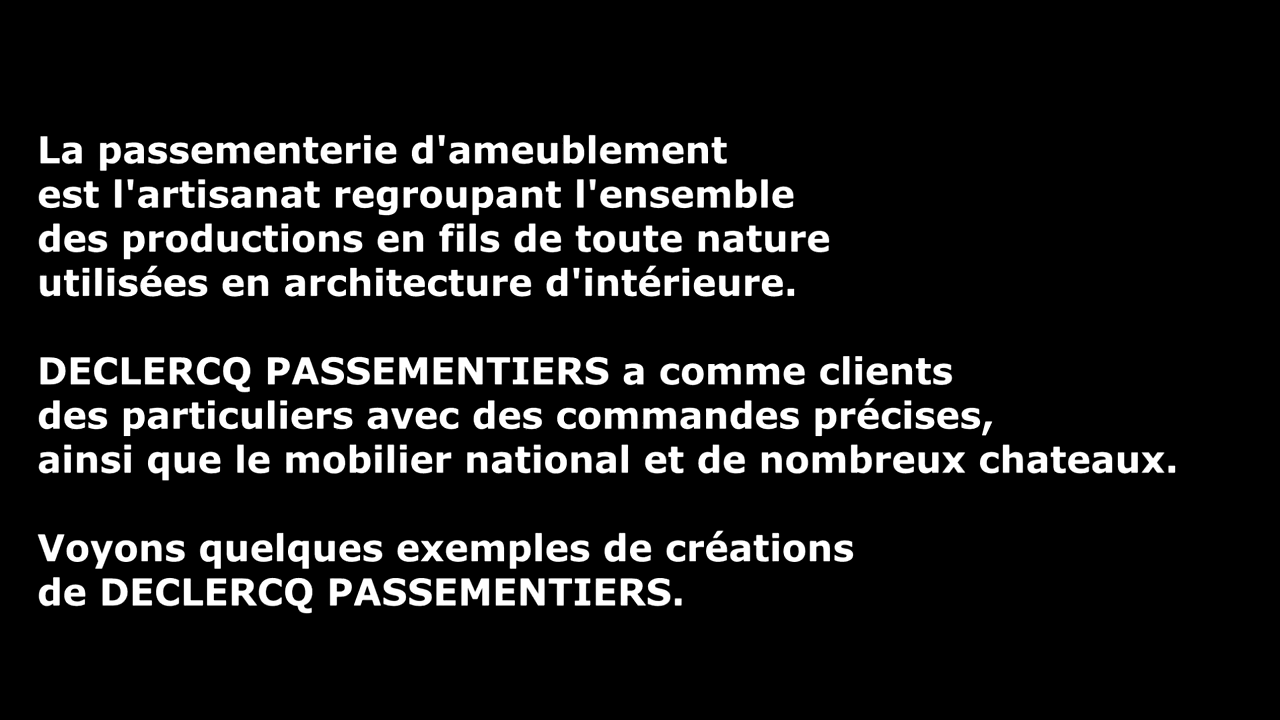 La passementerie d'ameublement
est l'artisanat regroupant l'ensemble
des productions en fils de toute nature
utilisées en architecture d'intérieure.
DECLERCQ PASSEMENTIERS a comme clients
des particuliers avec des commandes précises,
ainsi que le mobilier national et de nombreux chateaux.
Voyons quelques exemples de créations
de DECLERCQ PASSEMENTIERS.